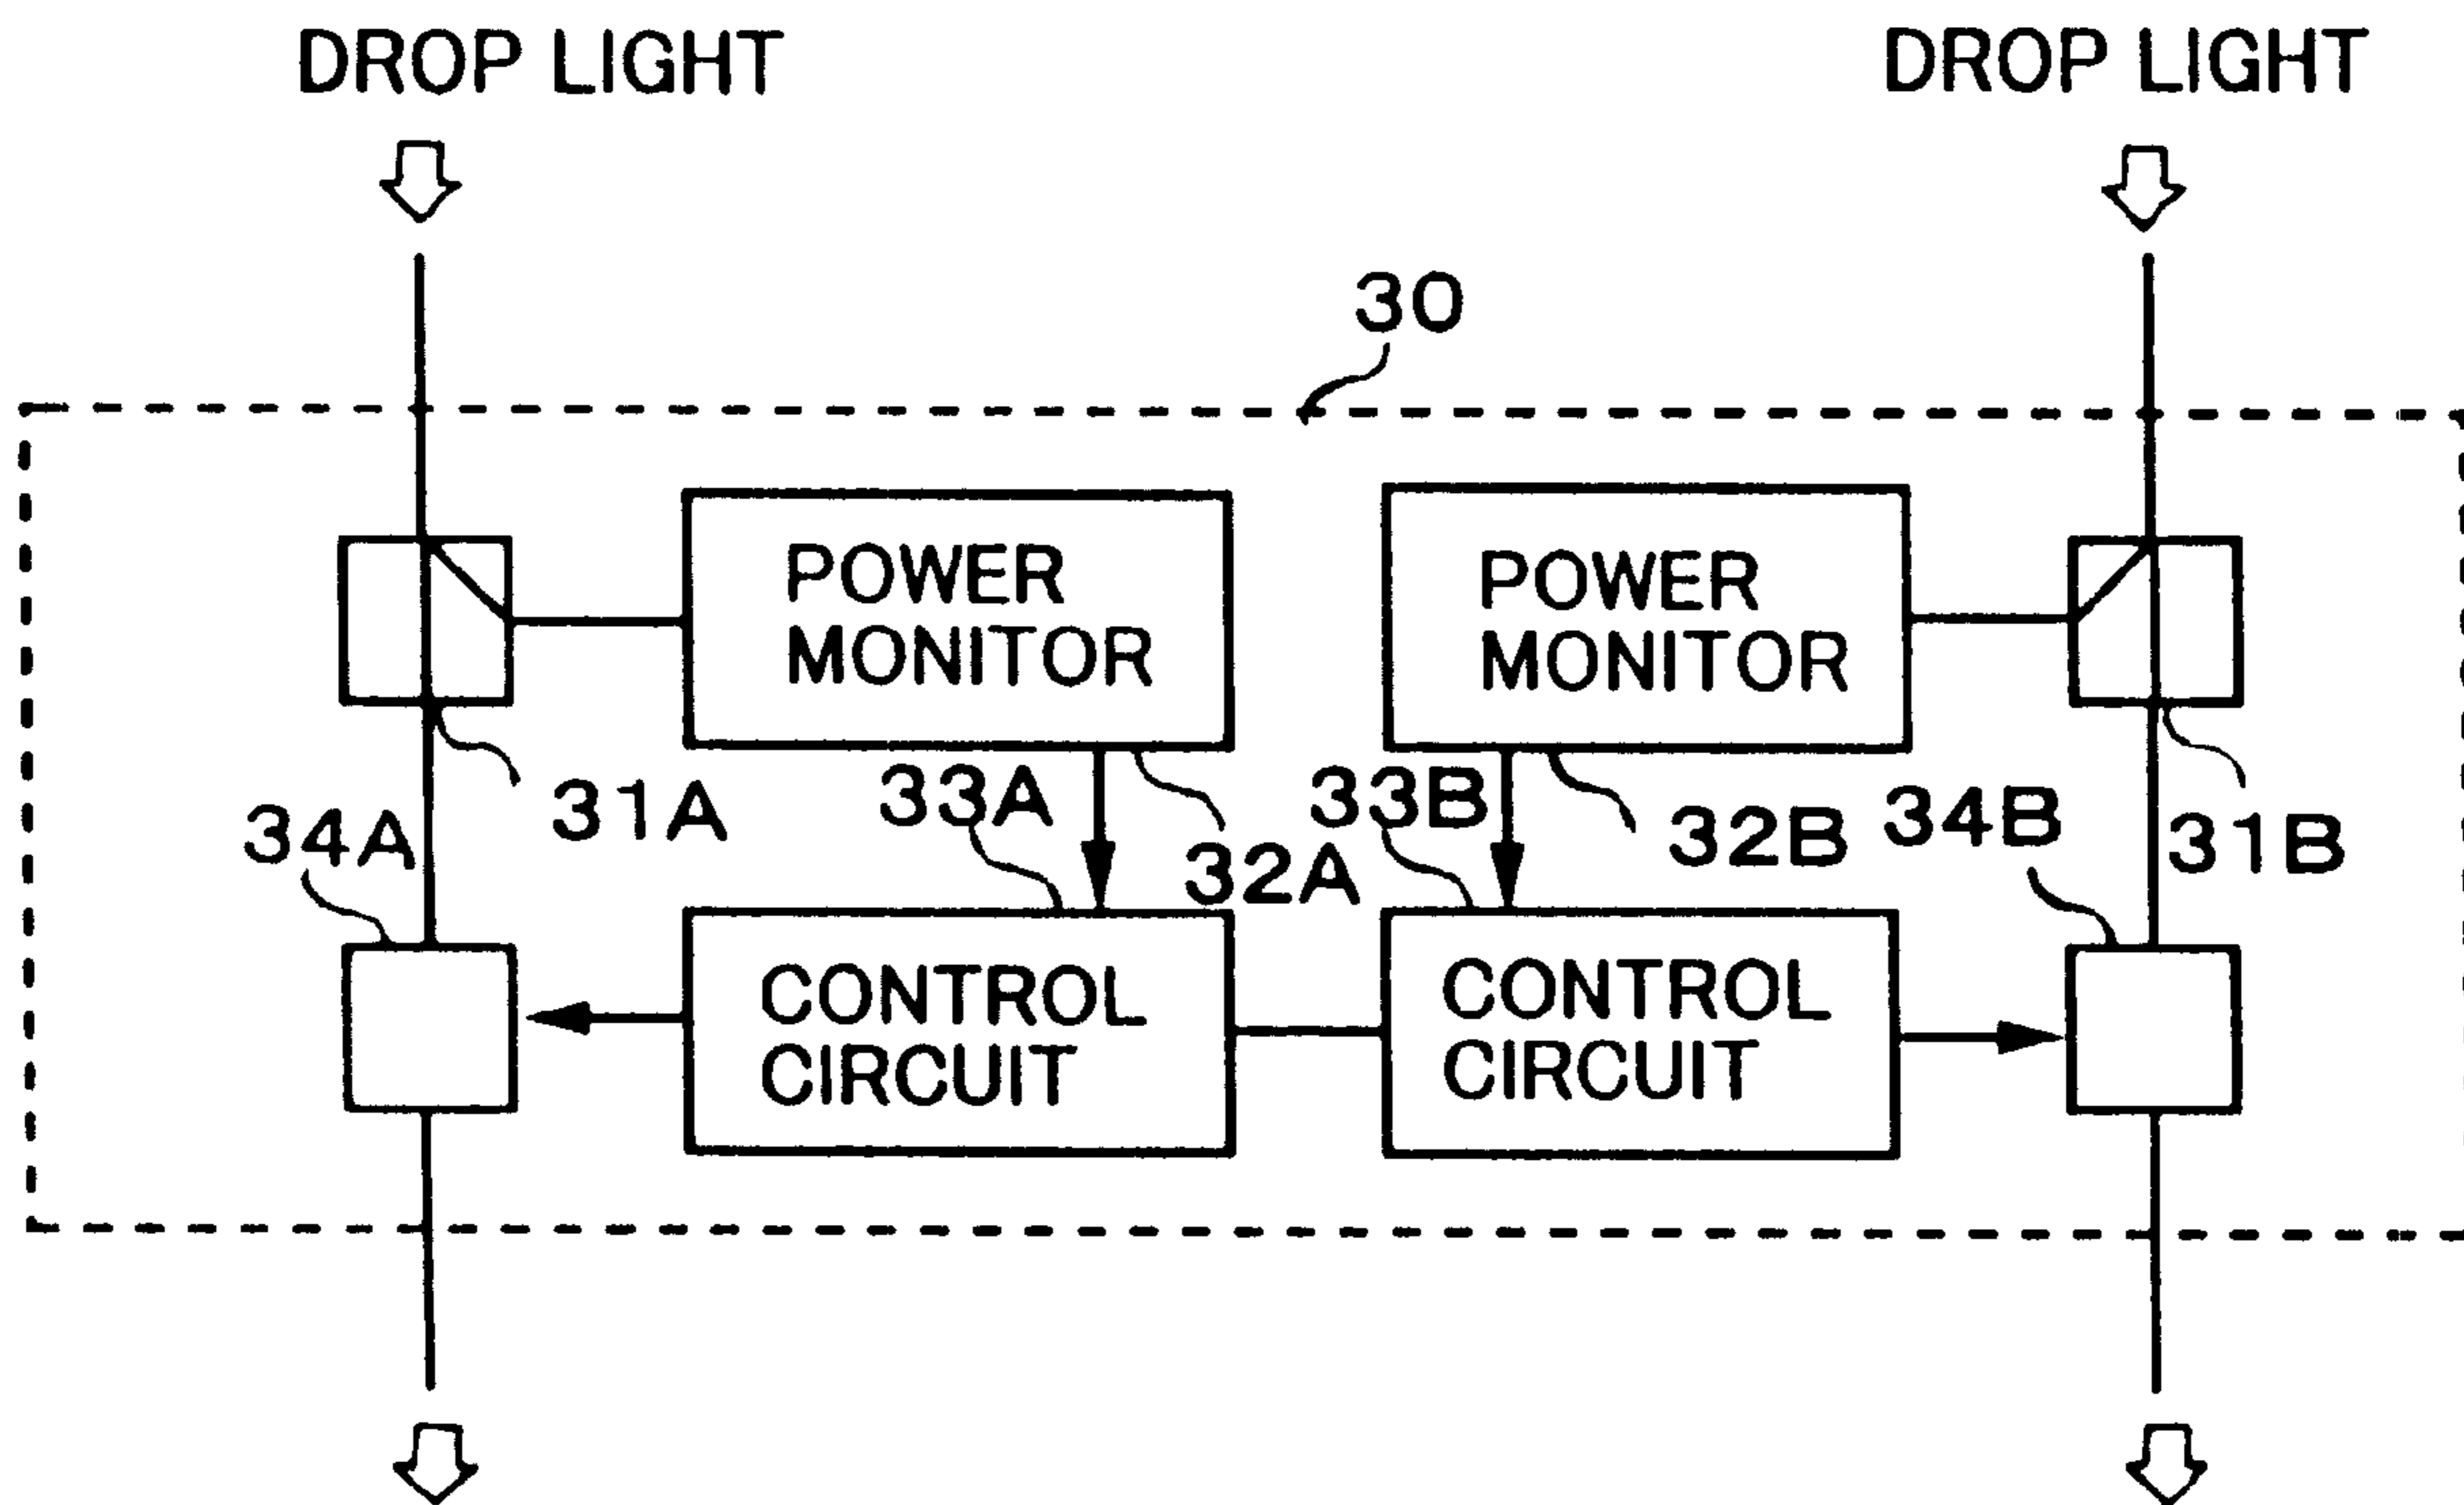 DROP LIGHT
DROP LIGHT
30
POWER
MONITOR
POWER
MONITOR
31A
33A
32A
33B
32B
34B
31B
34A
CONTROL
CIRCUIT
CONTROL
CIRCUIT